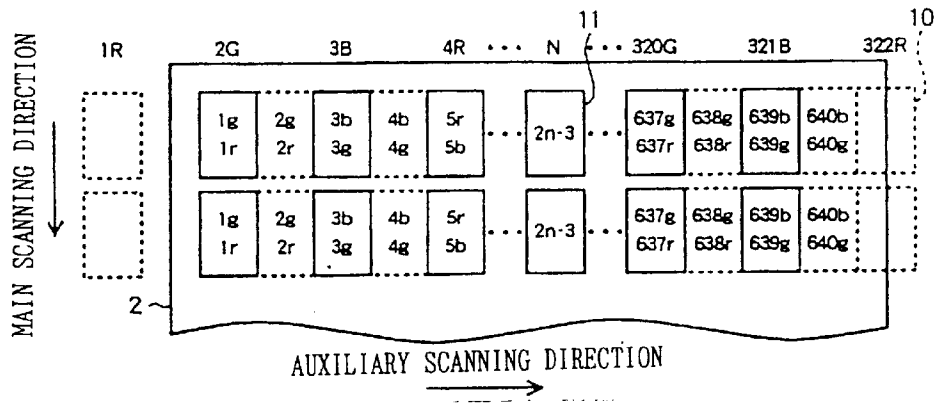 11
10
1R 2G 3B 4R ··· N ··· 320G 321B 322R
1g 2g 3b 4b 5r ··· 2n-3 ··· 637g 638g 639b 640b
1r 2r 3g 4g 5b 637r 638r 639g 640g
1g 2g 3b 4b 5r ··· 2n-3 ··· 637g 638g 639b 640b
1r 2r 3g 4g 5b 637r 638r 639g 640g
MAIN SCANNING DIRECTION
2
AUXILIARY SCANNING DIRECTION